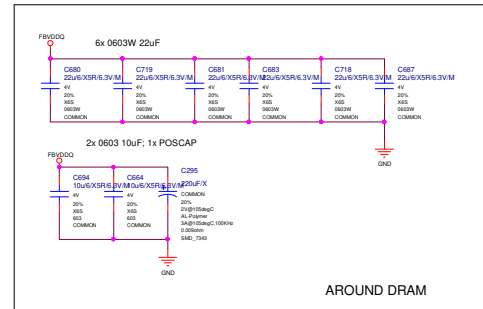 FBVDDQ
6x 0603W 22uF
C680 C719 C681 C683 C718 C687
22u/6/X5R/6.3V/M 22u/6/X5R/6.3V/M 22u/6/X5R/6.3V/M 22u/6/X5R/6.3V/M 22u/6/X5R/6.3V/M 22u/6/X5R/6.3V/M
4V 4V 4V 4V 4V 4V
20% 20% 20% 20% 20% 20%
X6S X6S X6S X6S X6S X6S
0603W 0603W 0603W 0603W 0603W 0603W
COMMON COMMON COMMON COMMON COMMON COMMON
GND
2x 0603 10uF; 1x POSCAP
FBVDDQ
C694 C664 C295
10u/6/X5R/6.3V/M 10u/6/X5R/6.3V/M 220uF/X
4V 4V COMMON
20% 20% 20%
X6S X6S 2V@105degC
603 603 AL-Polymer
COMMON COMMON 3A@105degC,100KHz
0.009ohm
SMD_7343
GND
AROUND DRAM